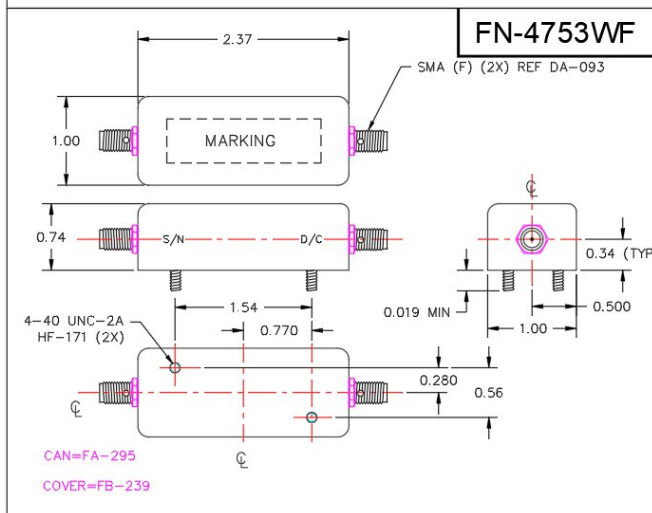 FN-4753WF
2.37
SMA (F) (2X) REF DA-093
1.00
MARKING
0.74
S/N
D/C
℄
0.34 (TYP
0.019 MIN
0.500
1.00
1.54
4-40 UNC-2A
HF-171 (2X)
0.770
0.280
0.56
℄
℄
CAN=FA-295
COVER=FB-239